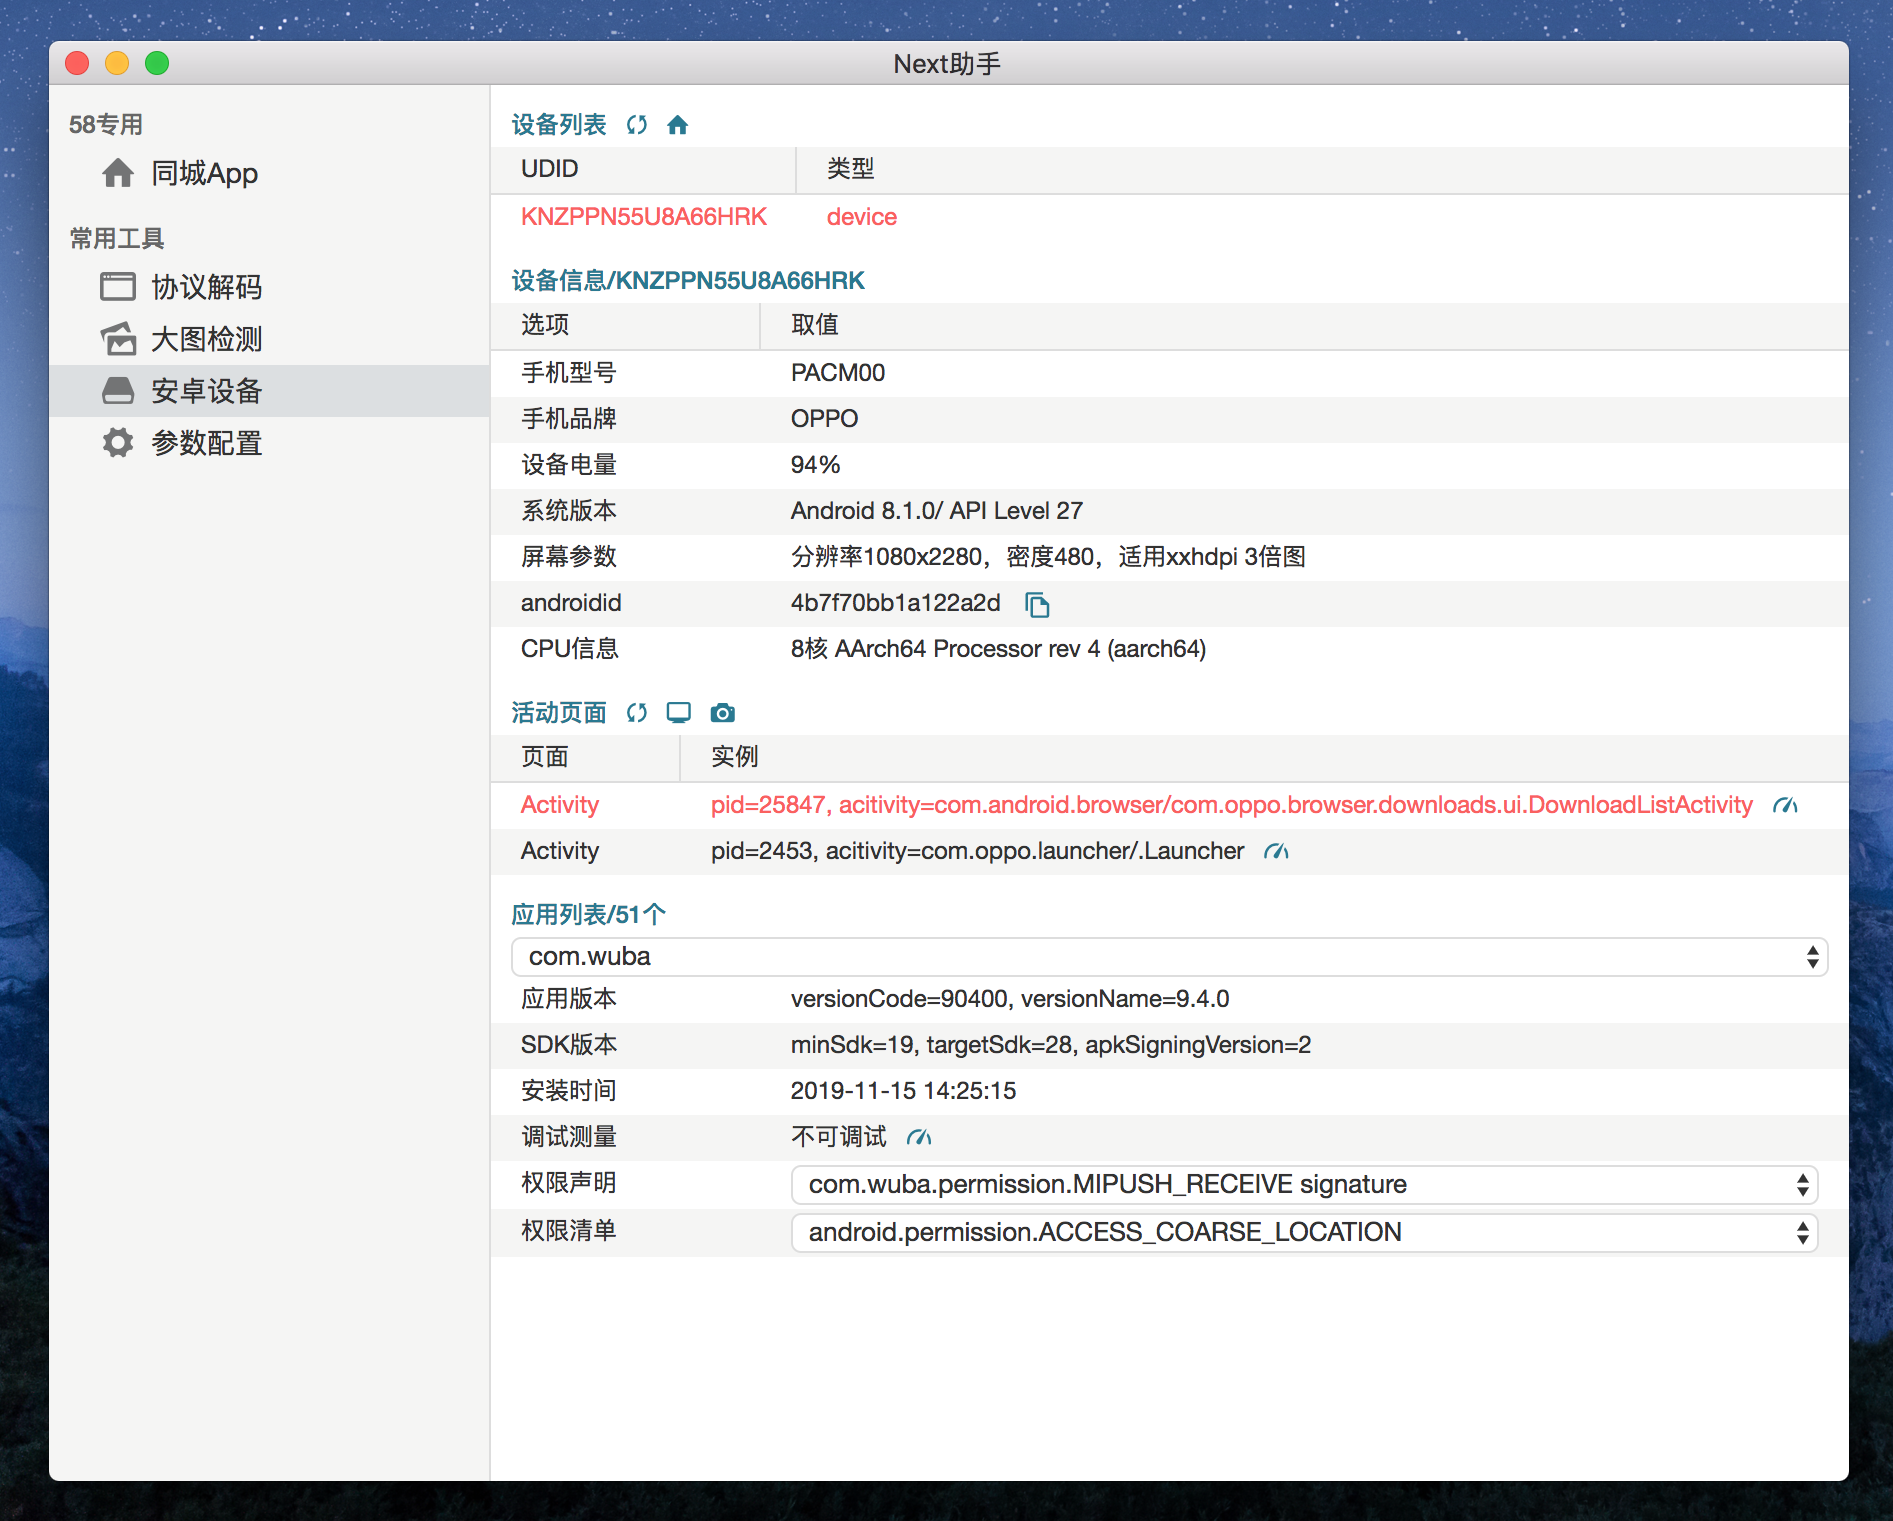 Next助手
58专用
同城App
常用工具
协议解码
大图检测
安卓设备
参数配置
设备列表
UDID 类型
KNZPPN55U8A66HRK device
设备信息/KNZPPN55U8A66HRK
选项 取值
手机型号 PACM00
手机品牌 OPPO
设备电量 94%
系统版本 Android 8.1.0/ API Level 27
屏幕参数 分辨率1080x2280，密度480，适用xxhdpi 3倍图
androidid 4b7f70bb1a122a2d
CPU信息 8核 AArch64 Processor rev 4 (aarch64)
活动页面
页面 实例
Activity pid=25847, acitivity=com.android.browser/com.oppo.browser.downloads.ui.DownloadListActivity
Activity pid=2453, acitivity=com.oppo.launcher/.Launcher
应用列表/51个
com.wuba
应用版本 versionCode=90400, versionName=9.4.0
SDK版本 minSdk=19, targetSdk=28, apkSigningVersion=2
安装时间 2019-11-15 14:25:15
调试测量 不可调试
权限声明 com.wuba.permission.MIPUSH_RECEIVE signature
权限清单 android.permission.ACCESS_COARSE_LOCATION